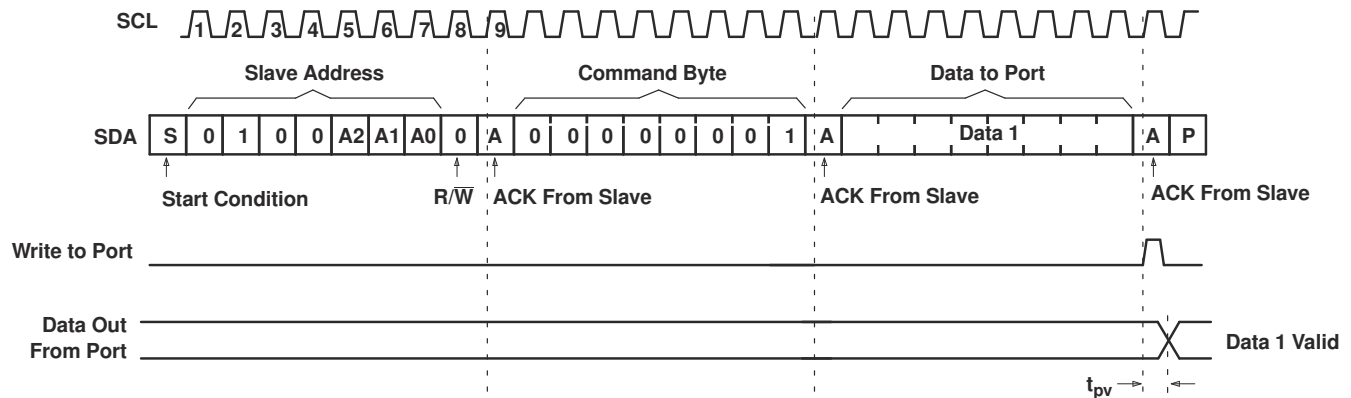 SCL 1 2 3 4 5 6 7 8 9
Slave Address Command Byte Data to Port
SDA S 0 1 0 0 A2 A1 A0 0 A 0 0 0 0 0 0 0 1 A Data 1 A P
Start Condition R/W̅ ACK From Slave ACK From Slave ACK From Slave
Write to Port
Data Out
From Port
Data 1 Valid
tpv